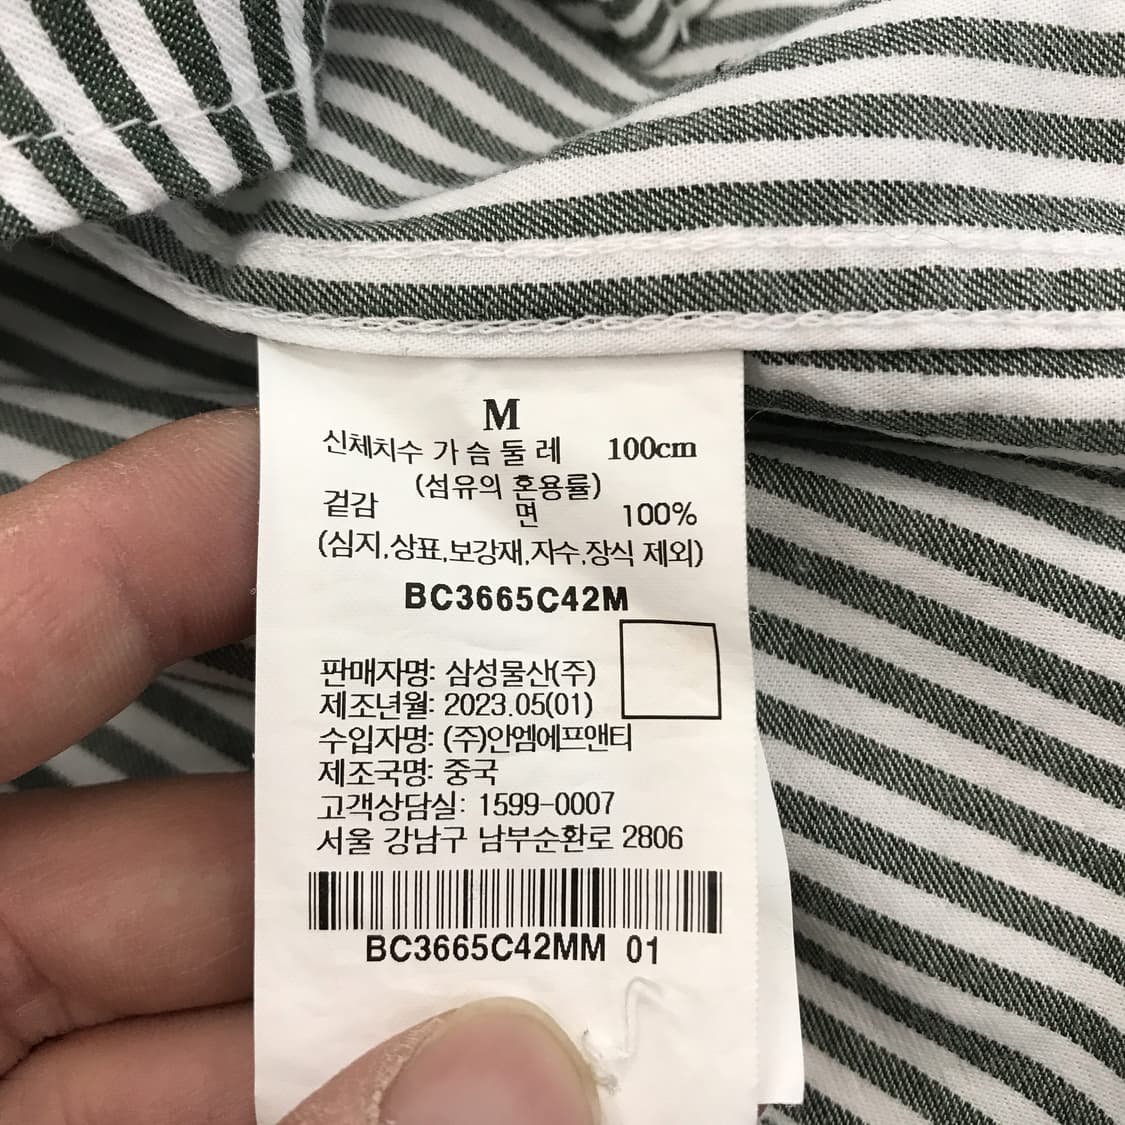 M
신체치수 가 슴 둘 레 100cm
(섬유의 혼용률)
겉감 면 100%
(심지,상표,보강재,자수,장식 제외)
BC3665C42M
판매자명: 삼성물산(주)
제조년월: 2023.05(01)
수입자명: (주)안엠에프앤티
제조국명: 중국
고객상담실: 1599-0007
서울 강남구 남부순환로 2806
BC3665C42MM 01